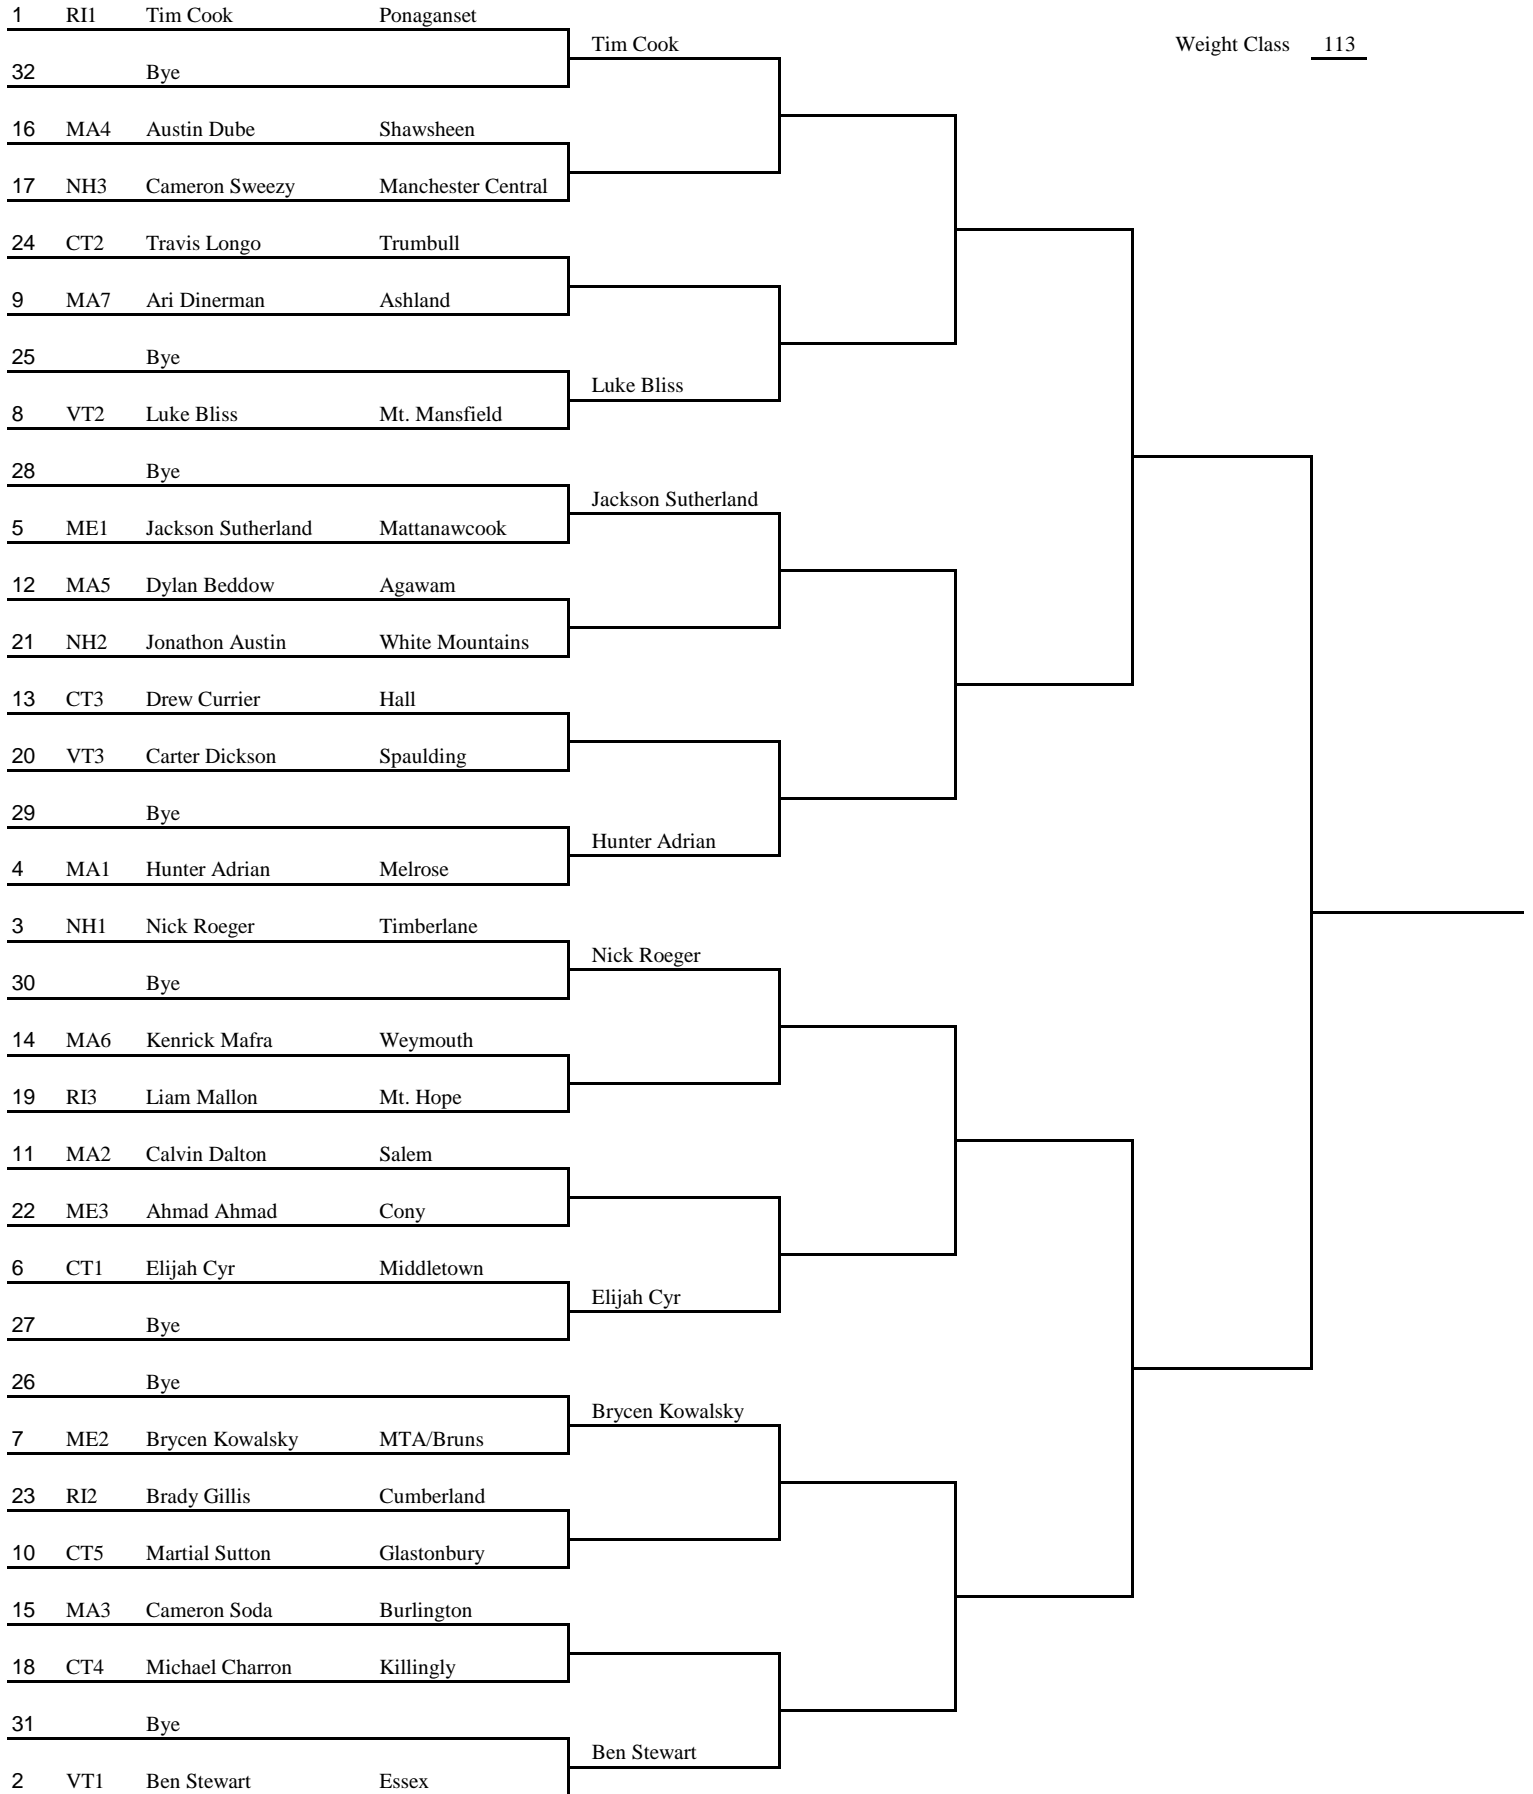 1 RI1 Tim Cook Ponaganset
Tim Cook
Weight Class 113
32 Bye
16 MA4 Austin Dube Shawsheen
17 NH3 Cameron Sweezy Manchester Central
24 CT2 Travis Longo Trumbull
9 MA7 Ari Dinerman Ashland
25 Bye
Luke Bliss
8 VT2 Luke Bliss Mt. Mansfield
28 Bye
Jackson Sutherland
5 ME1 Jackson Sutherland Mattanawcook
12 MA5 Dylan Beddow Agawam
21 NH2 Jonathon Austin White Mountains
13 CT3 Drew Currier Hall
20 VT3 Carter Dickson Spaulding
29 Bye
Hunter Adrian
4 MA1 Hunter Adrian Melrose
3 NH1 Nick Roeger Timberlane
Nick Roeger
30 Bye
14 MA6 Kenrick Mafra Weymouth
19 RI3 Liam Mallon Mt. Hope
11 MA2 Calvin Dalton Salem
22 ME3 Ahmad Ahmad Cony
6 CT1 Elijah Cyr Middletown
Elijah Cyr
27 Bye
26 Bye
Brycen Kowalsky
7 ME2 Brycen Kowalsky MTA/Bruns
23 RI2 Brady Gillis Cumberland
10 CT5 Martial Sutton Glastonbury
15 MA3 Cameron Soda Burlington
18 CT4 Michael Charron Killingly
31 Bye
Ben Stewart
2 VT1 Ben Stewart Essex